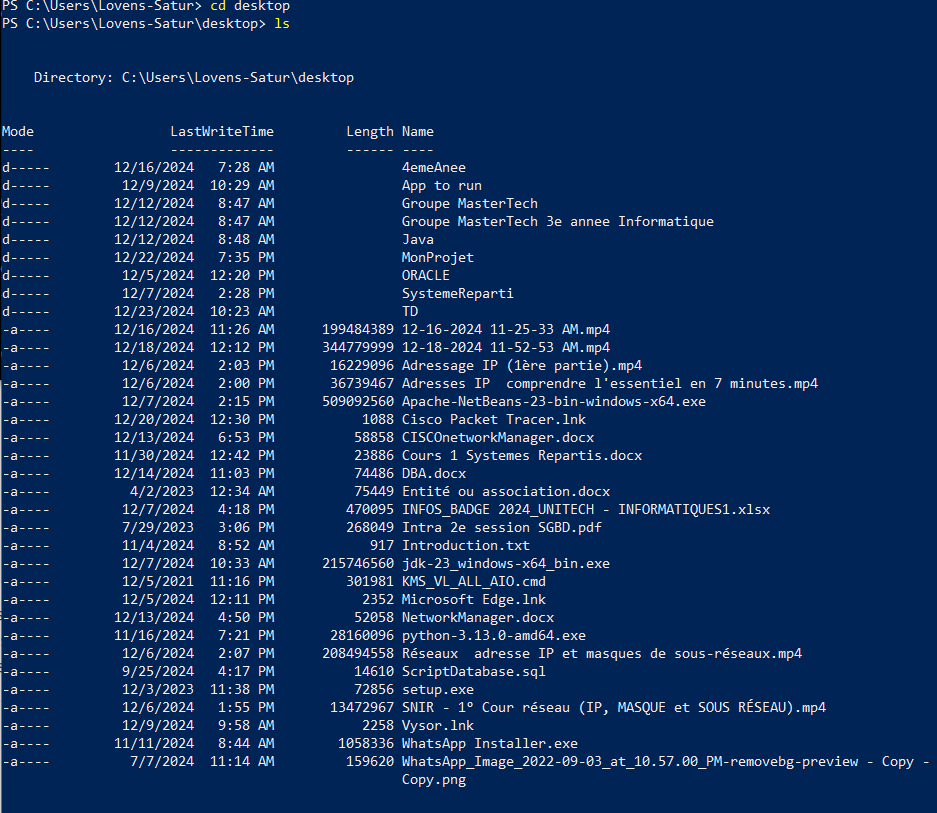 PS C:\Users\Lovens-Satur> cd desktop
PS C:\Users\Lovens-Satur\desktop> ls
Directory: C:\Users\Lovens-Satur\desktop
Mode LastWriteTime Length Name
---- ------------- ------ ----
d----- 12/16/2024 7:28 AM 4emeAnee
d----- 12/9/2024 10:29 AM App to run
d----- 12/12/2024 8:47 AM Groupe MasterTech
d----- 12/12/2024 8:47 AM Groupe MasterTech 3e annee Informatique
d----- 12/12/2024 8:48 AM Java
d----- 12/22/2024 7:35 PM MonProjet
d----- 12/5/2024 12:20 PM ORACLE
d----- 12/7/2024 2:28 PM SystemeReparti
d----- 12/23/2024 10:23 AM TD
-a---- 12/16/2024 11:26 AM 199484389 12-16-2024 11-25-33 AM.mp4
-a---- 12/18/2024 12:12 PM 344779999 12-18-2024 11-52-53 AM.mp4
-a---- 12/6/2024 2:03 PM 16229096 Adressage IP (1ère partie).mp4
-a---- 12/6/2024 2:00 PM 36739467 Adresses IP  comprendre l'essentiel en 7 minutes.mp4
-a---- 12/7/2024 2:15 PM 509092560 Apache-NetBeans-23-bin-windows-x64.exe
-a---- 12/20/2024 12:30 PM 1088 Cisco Packet Tracer.lnk
-a---- 12/13/2024 6:53 PM 58858 CISCOnetworkManager.docx
-a---- 11/30/2024 12:42 PM 23886 Cours 1 Systemes Repartis.docx
-a---- 12/14/2024 11:03 PM 74486 DBA.docx
-a---- 4/2/2023 12:34 AM 75449 Entité ou association.docx
-a---- 12/7/2024 4:18 PM 470095 INFOS_BADGE 2024_UNITECH - INFORMATIQUES1.xlsx
-a---- 7/29/2023 3:06 PM 268049 Intra 2e session SGBD.pdf
-a---- 11/4/2024 8:52 AM 917 Introduction.txt
-a---- 12/7/2024 10:33 AM 215746560 jdk-23_windows-x64_bin.exe
-a---- 12/5/2021 11:16 PM 301981 KMS_VL_ALL_AIO.cmd
-a---- 12/5/2024 12:11 PM 2352 Microsoft Edge.lnk
-a---- 12/13/2024 4:50 PM 52058 NetworkManager.docx
-a---- 11/16/2024 7:21 PM 28160096 python-3.13.0-amd64.exe
-a---- 12/6/2024 2:07 PM 208494558 Réseaux  adresse IP et masques de sous-réseaux.mp4
-a---- 9/25/2024 4:17 PM 14610 ScriptDatabase.sql
-a---- 12/3/2023 11:38 PM 72856 setup.exe
-a---- 12/6/2024 1:55 PM 13472967 SNIR - 1° Cour réseau (IP, MASQUE et SOUS RÉSEAU).mp4
-a---- 12/9/2024 9:58 AM 2258 Vysor.lnk
-a---- 11/11/2024 8:44 AM 1058336 WhatsApp Installer.exe
-a---- 7/7/2024 11:14 AM 159620 WhatsApp_Image_2022-09-03_at_10.57.00_PM-removebg-preview - Copy -
Copy.png